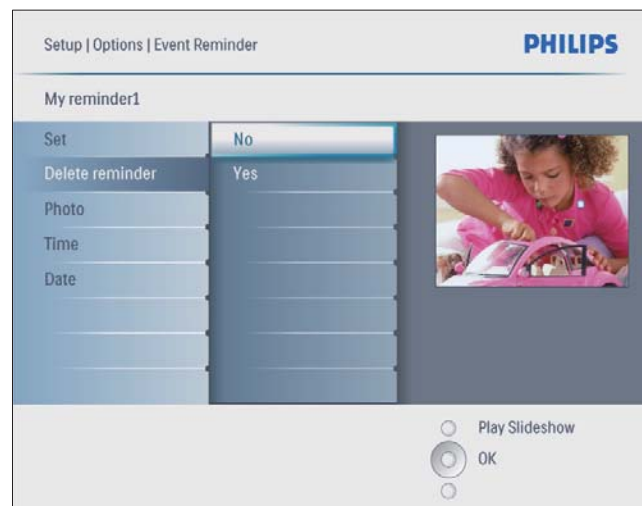 Setup | Options | Event Reminder
PHILIPS
My reminder1
Set
No
Delete reminder
Yes
Photo
Time
Date
Play Slideshow
OK